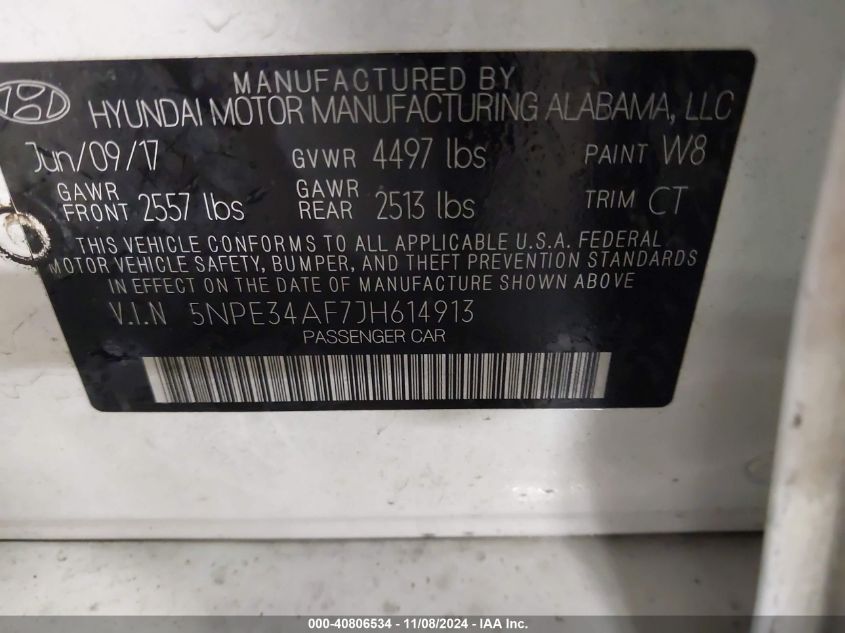 MANUFACTURED BY
HYUNDAI MOTOR MANUFACTURING ALABAMA, LLC
Jun/09/17 GVWR 4497 lbs PAINT W8
GAWR FRONT 2557 lbs GAWR REAR 2513 lbs TRIM CT
THIS VEHICLE CONFORMS TO ALL APPLICABLE U.S.A. FEDERAL
MOTOR VEHICLE SAFETY, BUMPER, AND THEFT PREVENTION STANDARDS
IN EFFECT ON THE DATE OF MANUFACTURE SHOWN ABOVE
V.I.N 5NPE34AF7JH614913
PASSENGER CAR
000-40806534 - 11/08/2024 - IAA Inc.